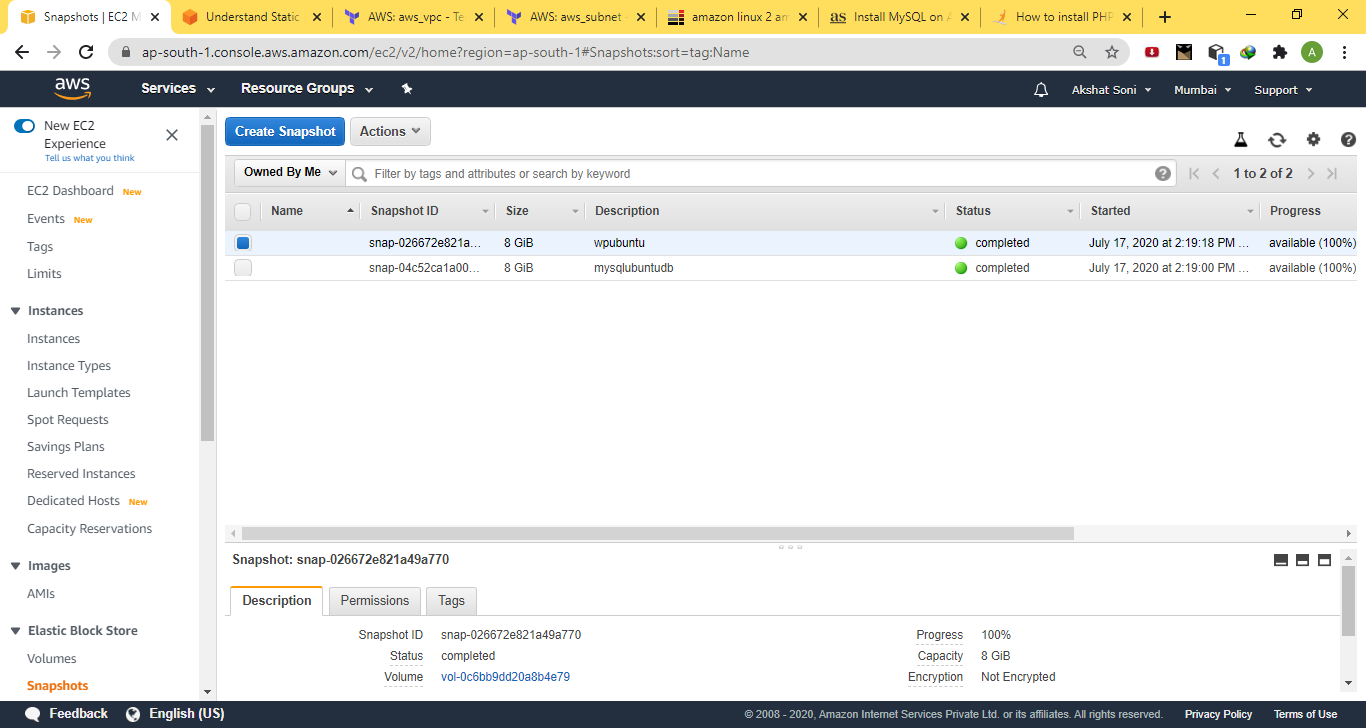 Snapshots | EC2 M
Understand Static
AWS: aws_vpc - Te
AWS: aws_subnet -
amazon linux 2 am
as Install MySQL on A
How to install PHP
ap-south-1.console.aws.amazon.com/ec2/v2/home?region=ap-south-1#Snapshots:sort=tag:Name
1
A
aws
Services
Resource Groups
Akshat Soni
Mumbai
Support
New EC2
Experience
Tell us what you think
EC2 Dashboard New
Events New
Tags
Limits
Instances
Instances
Instance Types
Launch Templates
Spot Requests
Savings Plans
Reserved Instances
Dedicated Hosts New
Capacity Reservations
Images
AMIs
Elastic Block Store
Volumes
Snapshots
Create Snapshot
Actions
Owned By Me
Filter by tags and attributes or search by keyword
1 to 2 of 2
Name Snapshot ID Size Description Status Started Progress
snap-026672e821a... 8 GiB wpubuntu completed July 17, 2020 at 2:19:18 PM ... available (100%)
snap-04c52ca1a00... 8 GiB mysqlubuntudb completed July 17, 2020 at 2:19:00 PM ... available (100%)
Snapshot: snap-026672e821a49a770
Description
Permissions
Tags
Snapshot ID snap-026672e821a49a770
Progress 100%
Status completed
Capacity 8 GiB
Volume vol-0c6bb9dd20a8b4e79
Encryption Not Encrypted
Feedback
English (US)
© 2008 - 2020, Amazon Internet Services Private Ltd. or its affiliates. All rights reserved.
Privacy Policy
Terms of Use